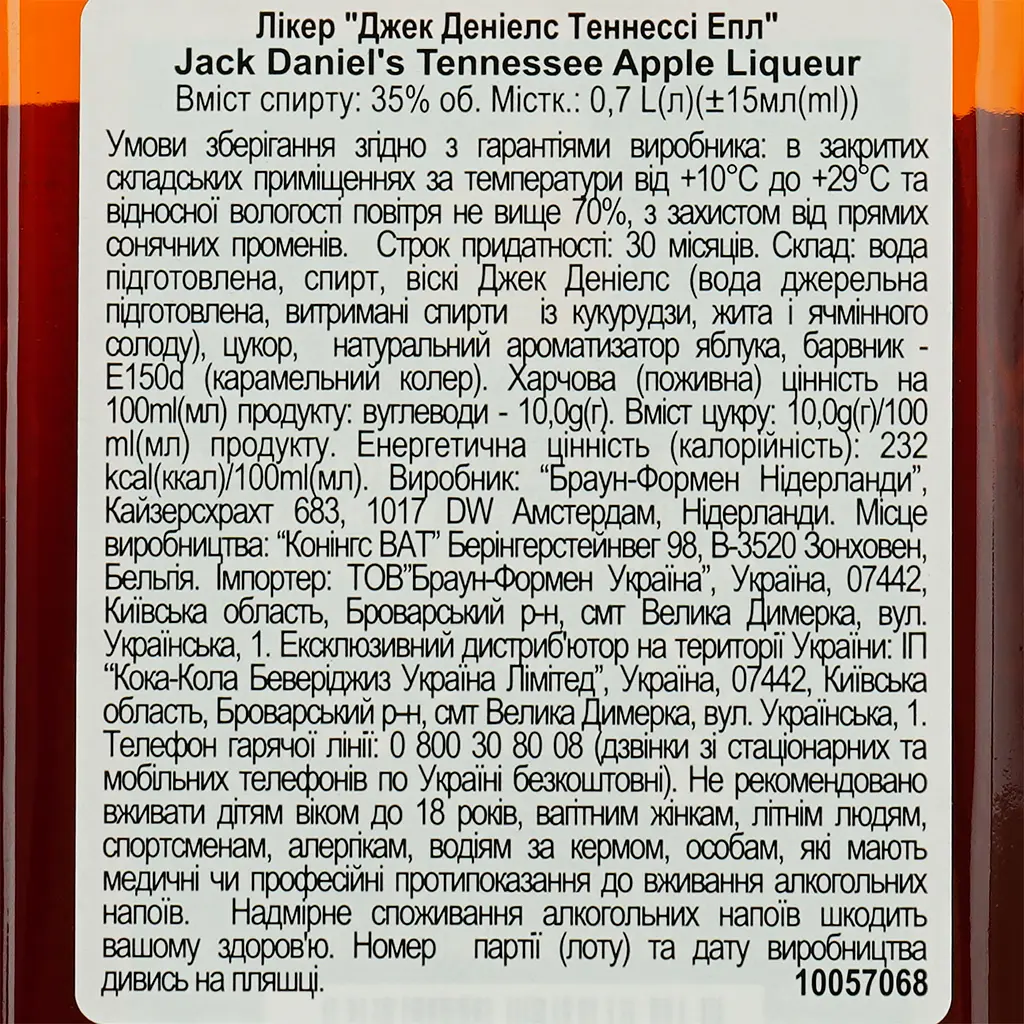 Лікер "Джек Деніелс Теннессі Епл"
Jack Daniel's Tennessee Apple Liqueur
Вміст спирту: 35% об. Містк.: 0,7 L(л)(±15мл(ml))
Умови зберігання згідно з гарантіями виробника: в закритих
складських приміщеннях за температури від +10°С до +29°С та
відносної вологості повітря не вище 70%, з захистом від прямих
сонячних променів. Строк придатності: 30 місяців. Склад: вода
підготовлена, спирт, віскі Джек Деніелс (вода джерельна
підготовлена, витримані спирти із кукурудзи, жита і ячмінного
солоду), цукор, натуральний ароматизатор яблука, барвник -
Е150d (карамельний колер). Харчова (поживна) цінність на
100ml(мл) продукту: вуглеводи - 10,0g(г). Вміст цукру: 10,0g(г)/100
ml(мл) продукту. Енергетична цінність (калорійність): 232
kcal(ккал)/100ml(мл). Виробник: “Браун-Формен Нідерланди”,
Кайзерсхрахт 683, 1017 DW Амстердам, Нідерланди. Місце
виробництва: “Конінгс ВАТ” Берінгерстейнвег 98, В-3520 Зонховен,
Бельгія. Імпортер: ТОВ”Браун-Формен Україна”, Україна, 07442,
Київська область, Броварський р-н, смт Велика Димерка, вул.
Українська, 1. Ексклюзивний дистриб'ютор на території України: ІП
“Кока-Кола Беверіджиз Україна Лімітед”, Україна, 07442, Київська
область, Броварський р-н, смт Велика Димерка, вул. Українська, 1.
Телефон гарячої лінії: 0 800 30 80 08 (дзвінки зі стаціонарних та
мобільних телефонів по Україні безкоштовні). Не рекомендовано
вживати дітям віком до 18 років, вагітним жінкам, літнім людям,
спортсменам, алергікам, водіям за кермом, особам, які мають
медичні чи професійні протипоказання до вживання алкогольних
напоїв. Надмірне споживання алкогольних напоїв шкодить
вашому здоров'ю. Номер партії (лоту) та дату виробництва
дивись на пляшці. 10057068